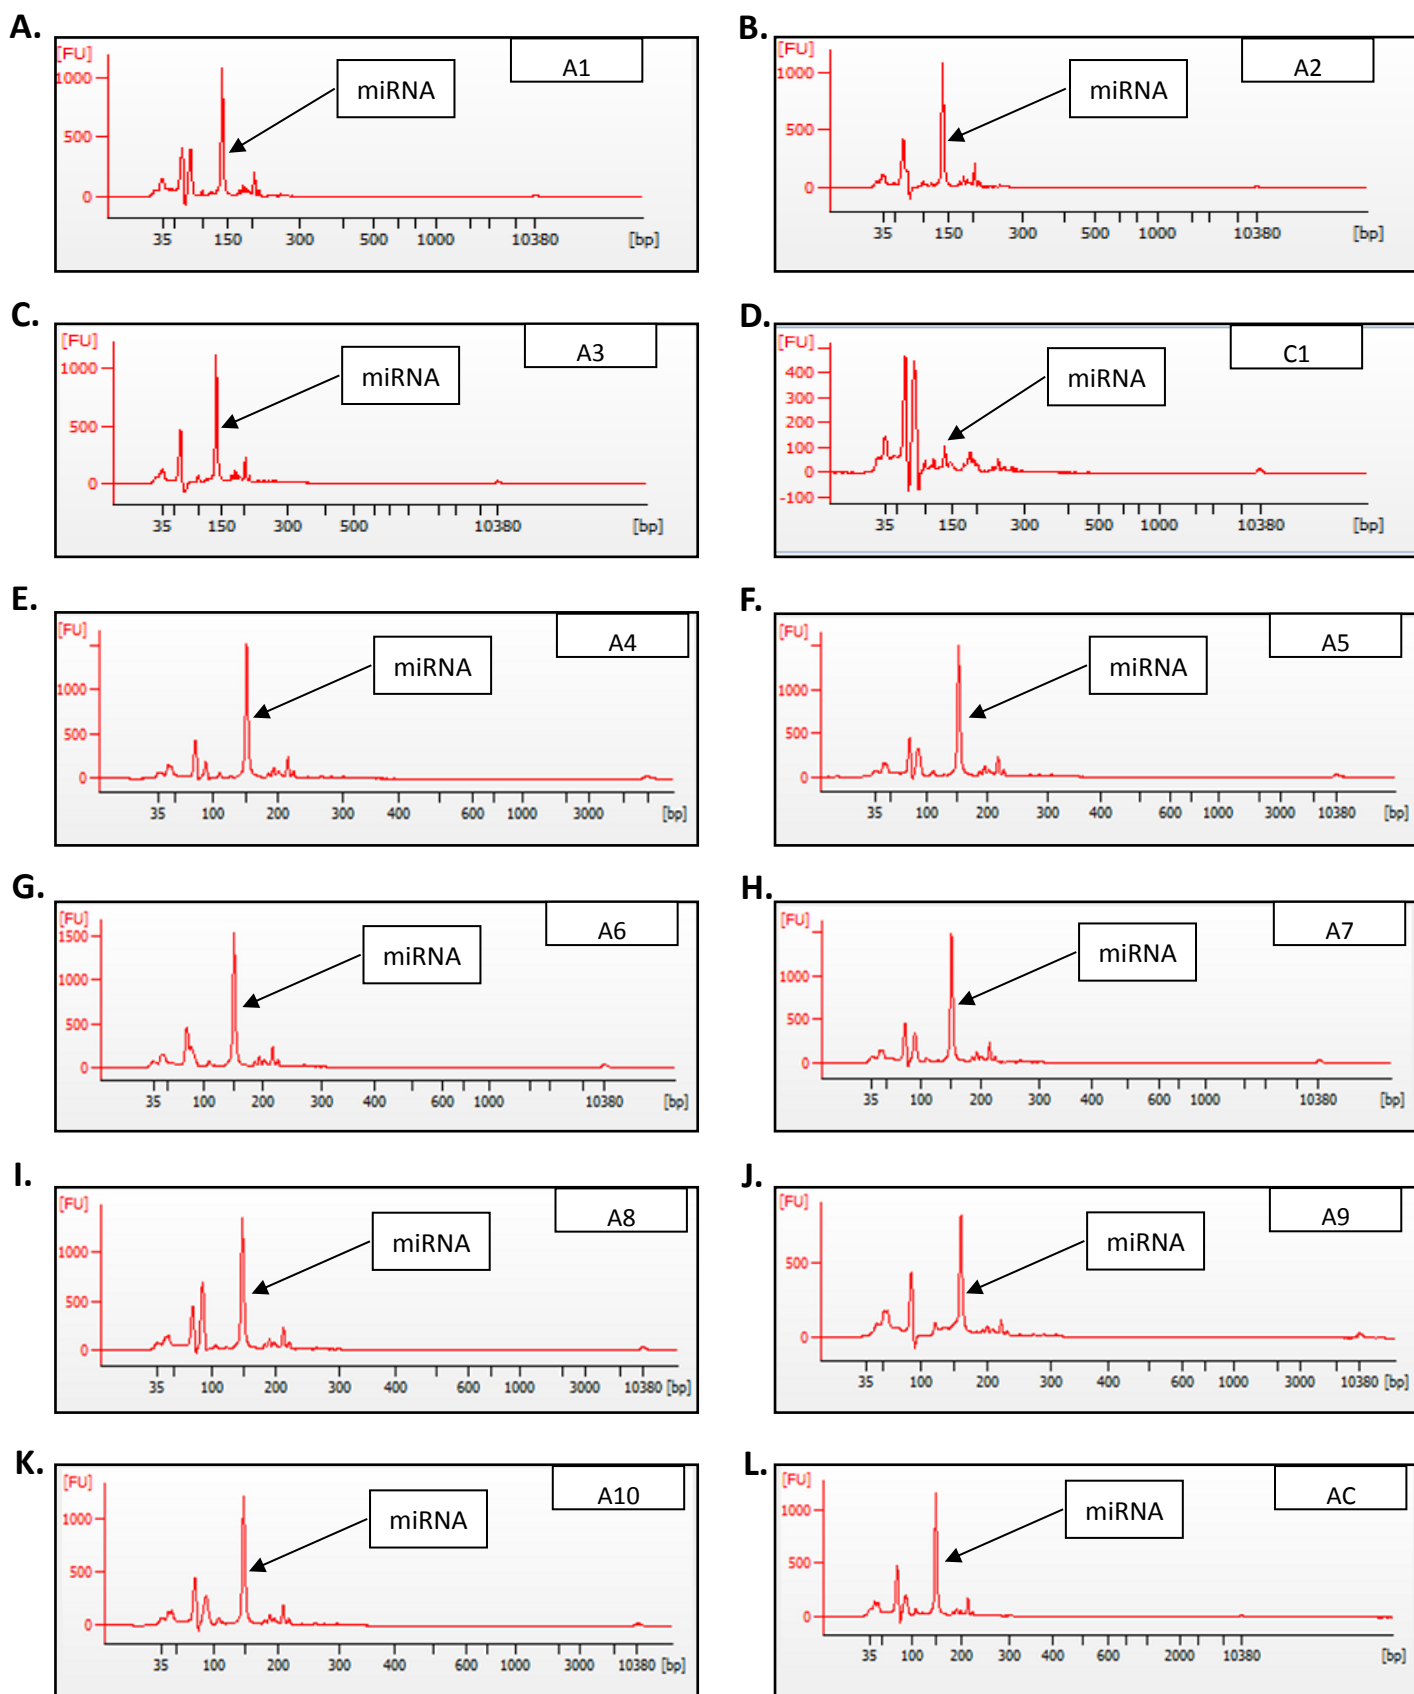 A.
[FU]
1000
500
0
A1
miRNA
35 150 300 500 1000 10380 [bp]
B.
[FU]
1000
500
0
A2
miRNA
35 150 300 500 1000 10380 [bp]
C.
[FU]
1000
500
0
A3
miRNA
35 150 300 500 10380 [bp]
D.
[FU]
400
300
200
100
0
-100
C1
miRNA
35 150 300 500 1000 10380 [bp]
E.
[FU]
1000
500
0
A4
miRNA
35 100 200 300 400 600 1000 3000 [bp]
F.
[FU]
1000
500
0
A5
miRNA
35 100 200 300 400 600 1000 3000 10380 [bp]
G.
[FU]
1500
1000
500
0
A6
miRNA
35 100 200 300 400 600 1000 10380 [bp]
H.
[FU]
1000
500
0
A7
miRNA
35 100 200 300 400 600 1000 10380 [bp]
I.
[FU]
1000
500
0
A8
miRNA
35 100 200 300 400 600 1000 3000 10380 [bp]
J.
[FU]
500
0
A9
miRNA
35 100 200 300 400 600 1000 3000 10380 [bp]
K.
[FU]
1000
500
0
A10
miRNA
35 100 200 300 400 600 1000 3000 10380 [bp]
L.
[FU]
1000
500
0
AC
miRNA
35 100 200 300 400 600 2000 10380 [bp]